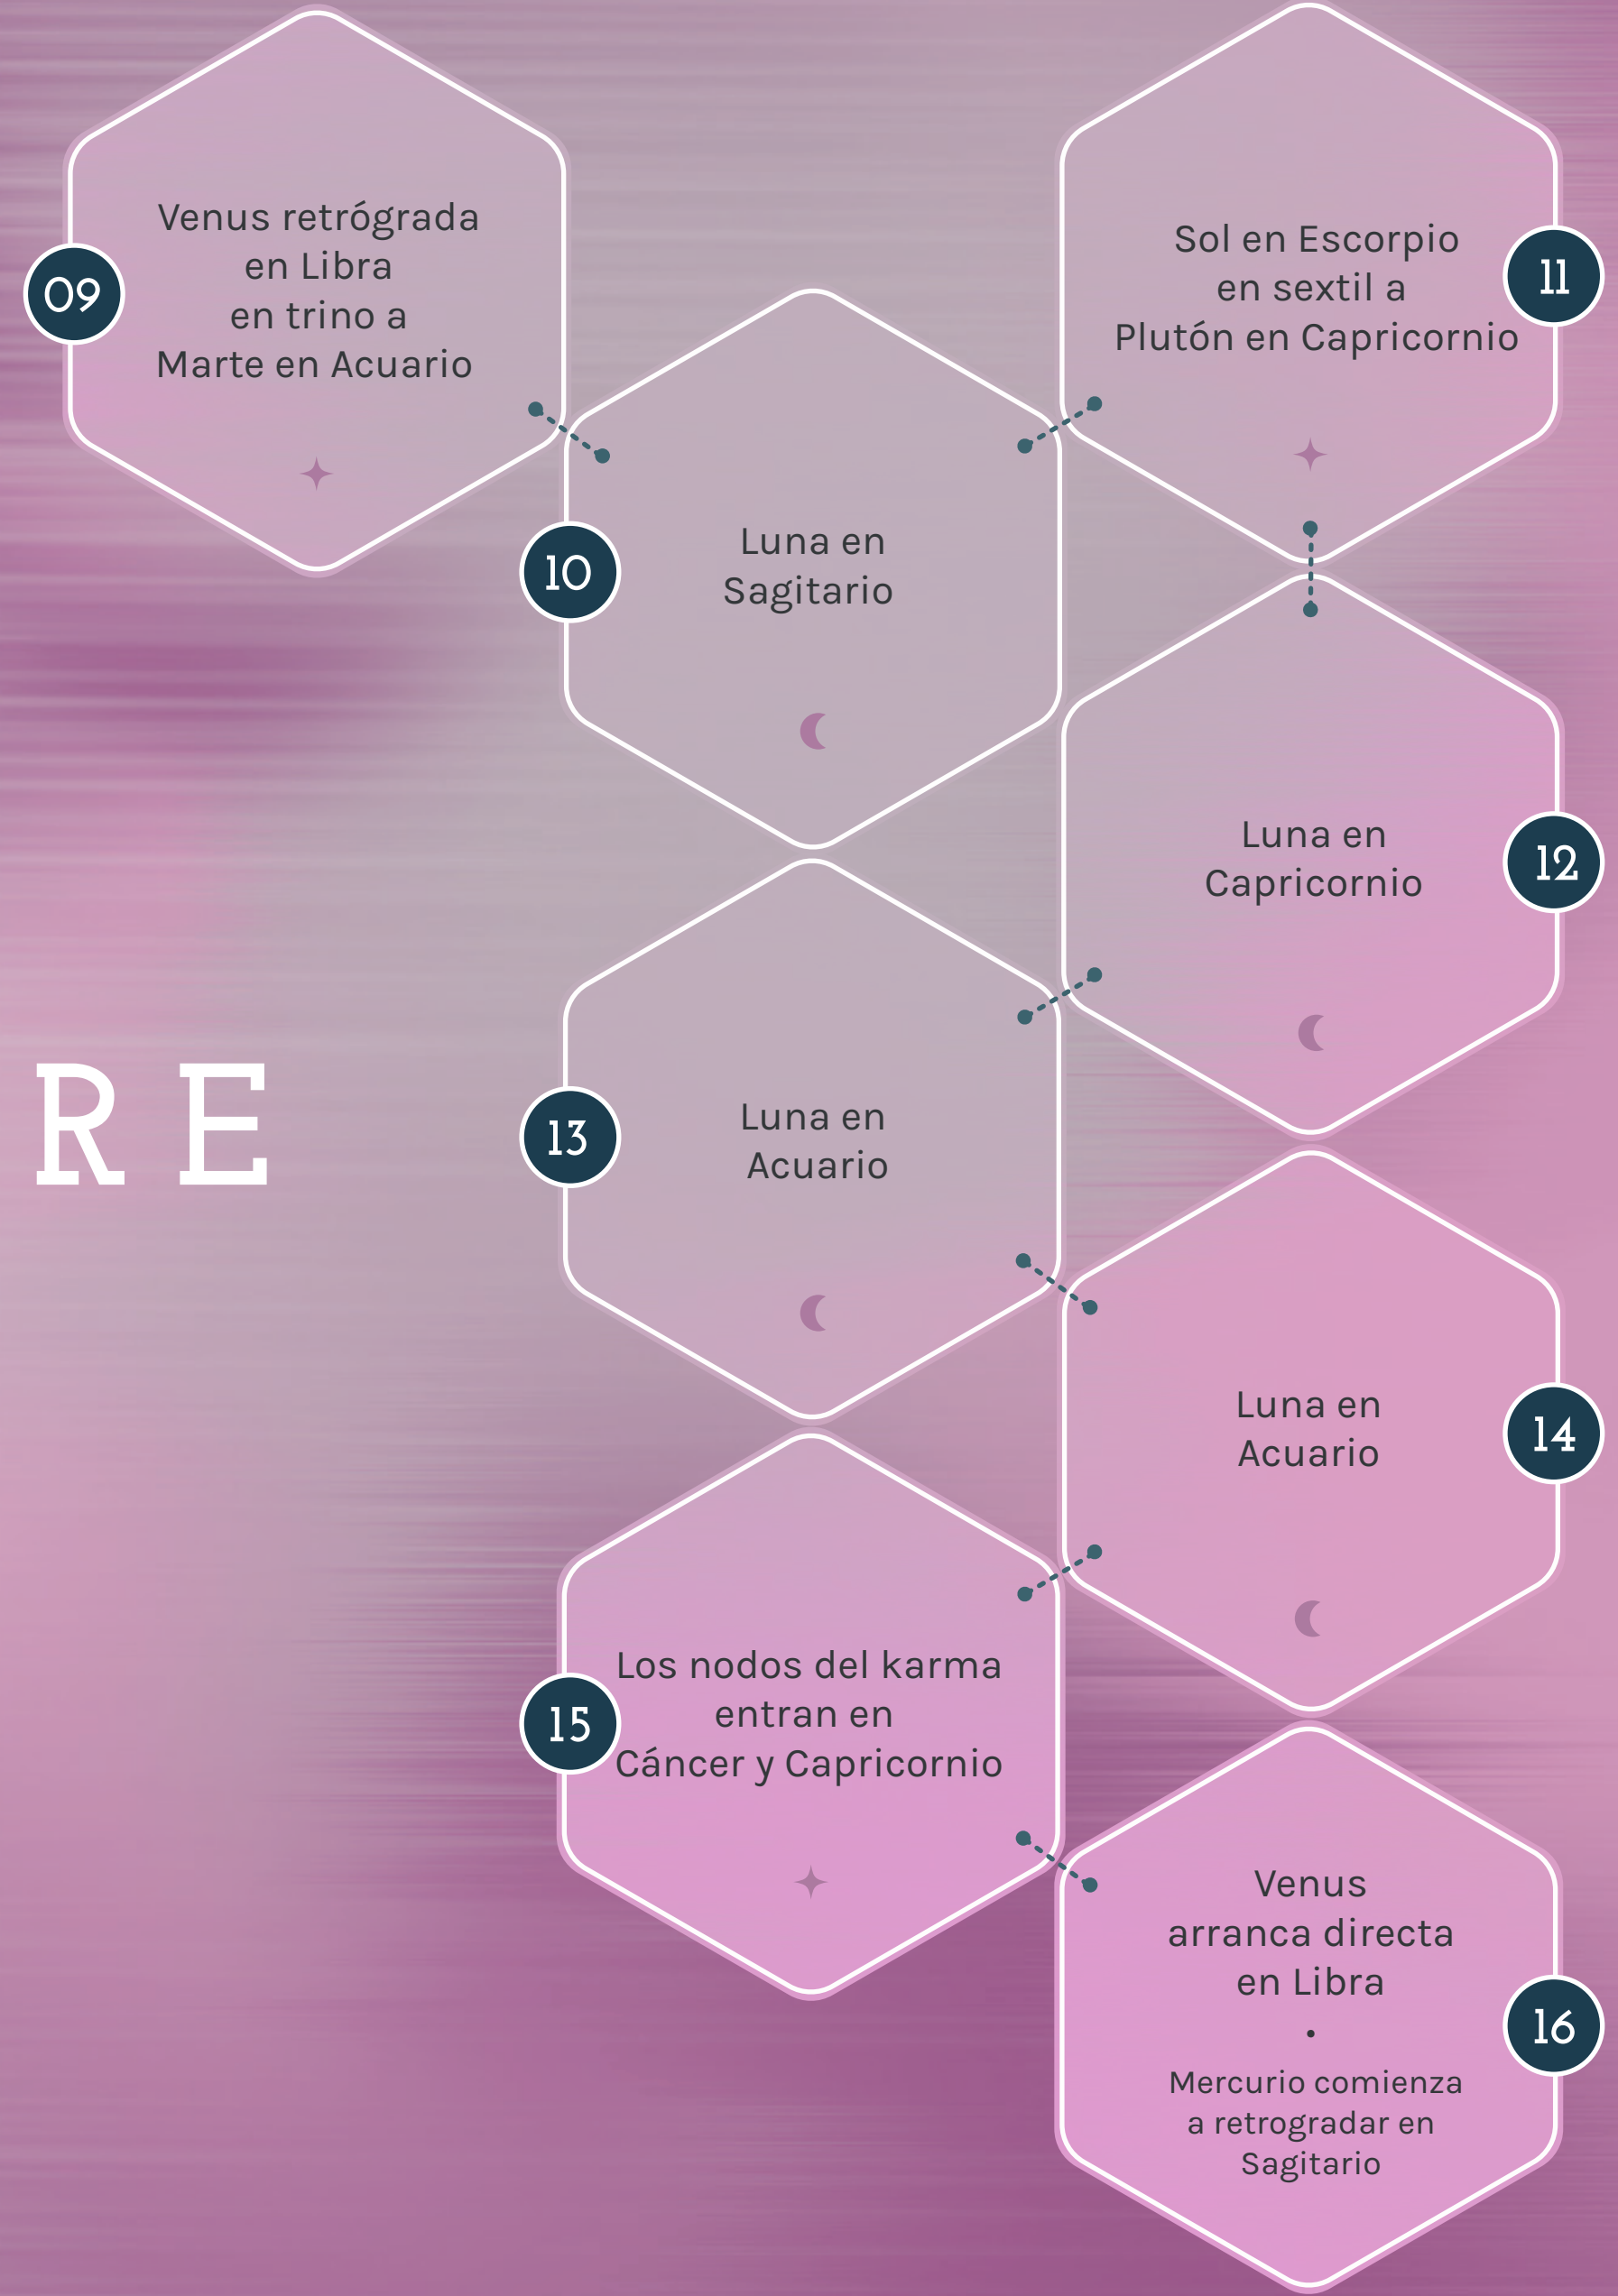 09
Venus retrógrada
en Libra
en trino a
Marte en Acuario
10
Luna en
Sagitario
11
Sol en Escorpio
en sextil a
Plutón en Capricornio
12
Luna en
Capricornio
13
Luna en
Acuario
RE
14
Luna en
Acuario
15
Los nodos del karma
entran en
Cáncer y Capricornio
16
Venus
arranca directa
en Libra
•
Mercurio comienza
a retrogradar en
Sagitario